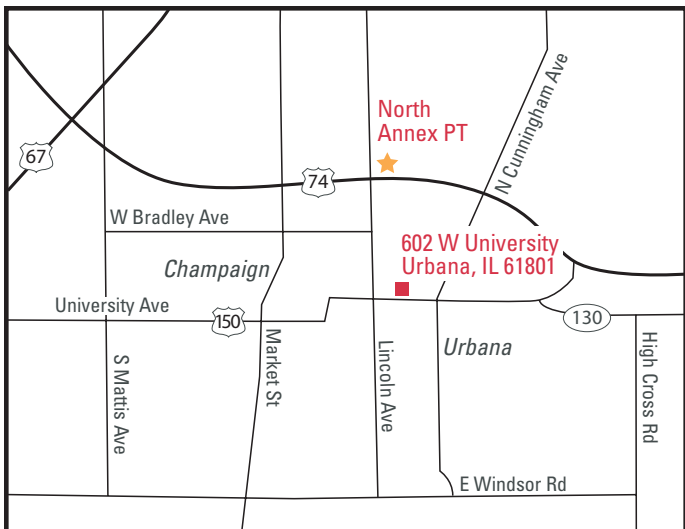 North
Annex PT
N Cunningham Ave
67
74
W Bradley Ave
602 W University
Urbana, IL 61801
Champaign
University Ave
150
130
Urbana
S Mattis Ave
Market St
Lincoln Ave
High Cross Rd
E Windsor Rd